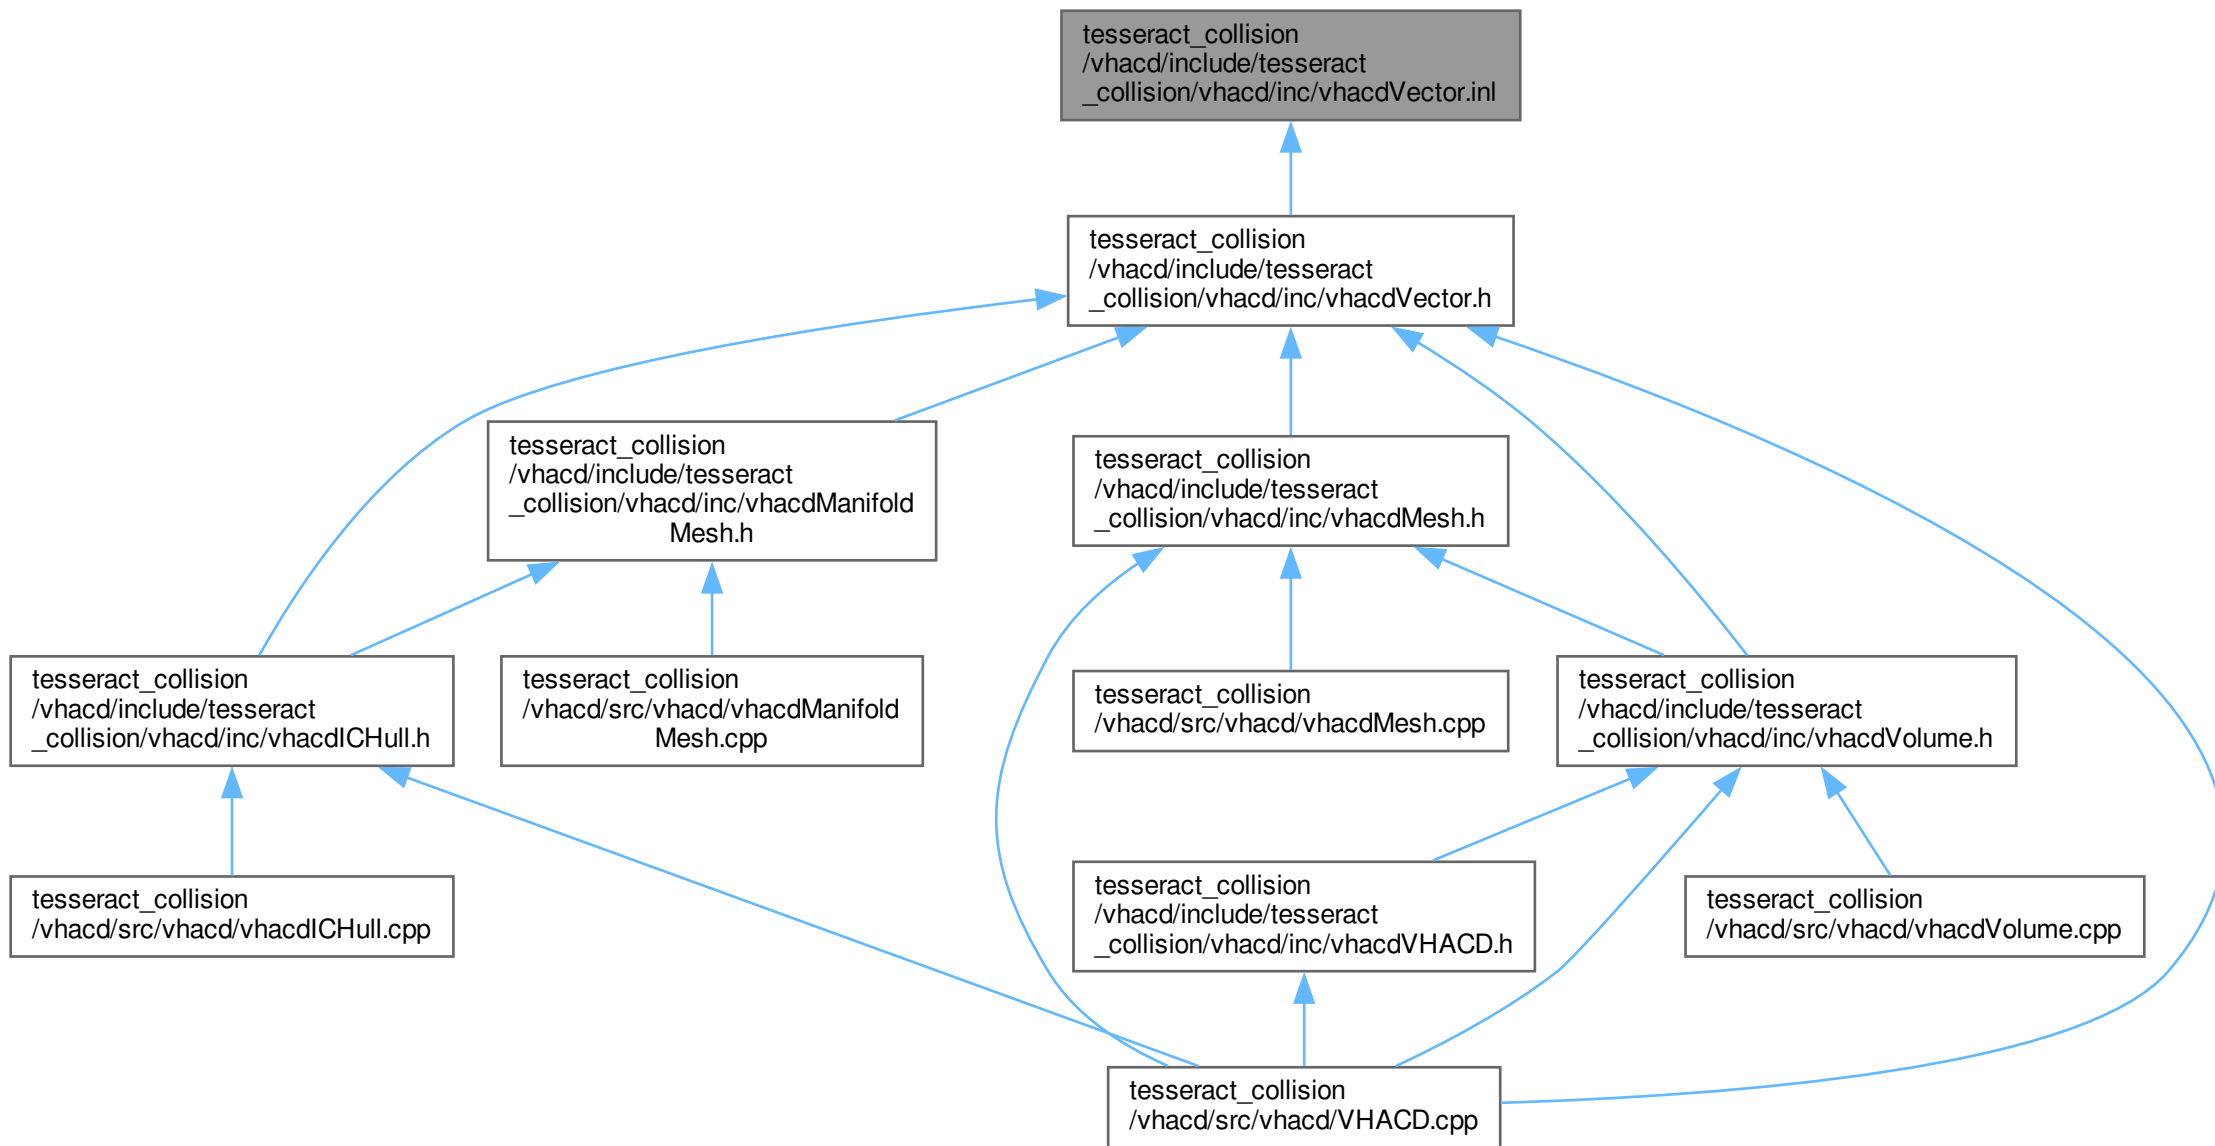 tesseract_collision
/vhacd/include/tesseract
_collision/vhacd/inc/vhacdVector.inl
tesseract_collision
/vhacd/include/tesseract
_collision/vhacd/inc/vhacdVector.h
tesseract_collision
/vhacd/include/tesseract
_collision/vhacd/inc/vhacdManifold
Mesh.h
tesseract_collision
/vhacd/include/tesseract
_collision/vhacd/inc/vhacdMesh.h
tesseract_collision
/vhacd/include/tesseract
_collision/vhacd/inc/vhacdICHull.h
tesseract_collision
/vhacd/src/vhacd/vhacdManifold
Mesh.cpp
tesseract_collision
/vhacd/src/vhacd/vhacdMesh.cpp
tesseract_collision
/vhacd/include/tesseract
_collision/vhacd/inc/vhacdVolume.h
tesseract_collision
/vhacd/src/vhacd/vhacdICHull.cpp
tesseract_collision
/vhacd/include/tesseract
_collision/vhacd/inc/vhacdVHACD.h
tesseract_collision
/vhacd/src/vhacd/vhacdVolume.cpp
tesseract_collision
/vhacd/src/vhacd/VHACD.cpp